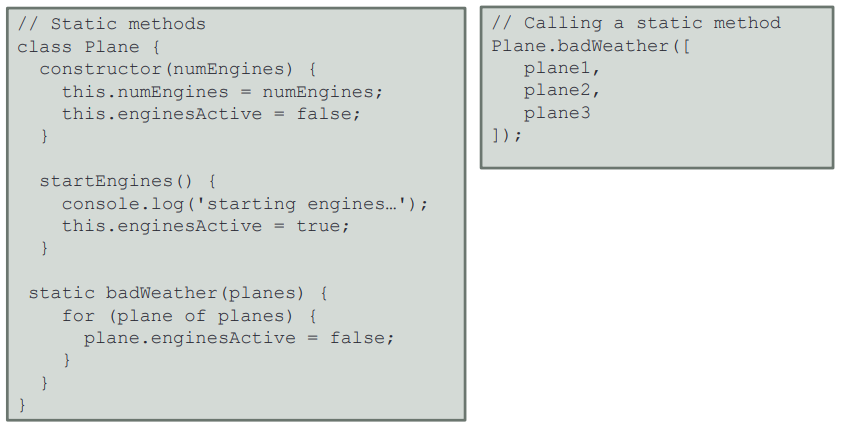 // Static methods
class Plane {
  constructor(numEngines) {
    this.numEngines = numEngines;
    this.enginesActive = false;
  }

  startEngines() {
    console.log('starting engines…');
    this.enginesActive = true;
  }

 static badWeather(planes) {
    for (plane of planes) {
      plane.enginesActive = false;
    }
  }
}
// Calling a static method
Plane.badWeather([
   plane1,
   plane2,
   plane3
]);